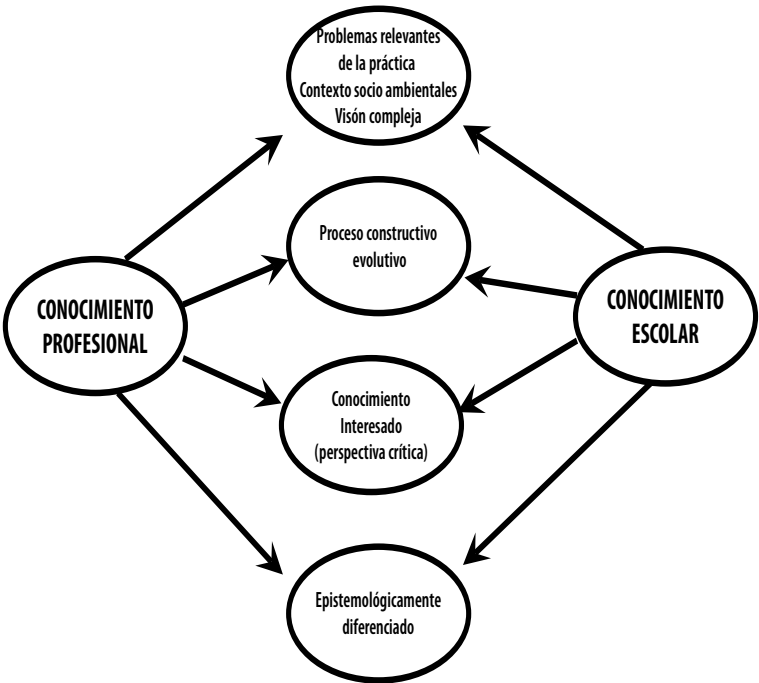 Problemas relevantes
de la práctica
Contexto socio ambientales
Visón compleja
Proceso constructivo
evolutivo
CONOCIMIENTO
PROFESIONAL
CONOCIMIENTO
ESCOLAR
Conocimiento
Interesado
(perspectiva crítica)
Epistemológicamente
diferenciado